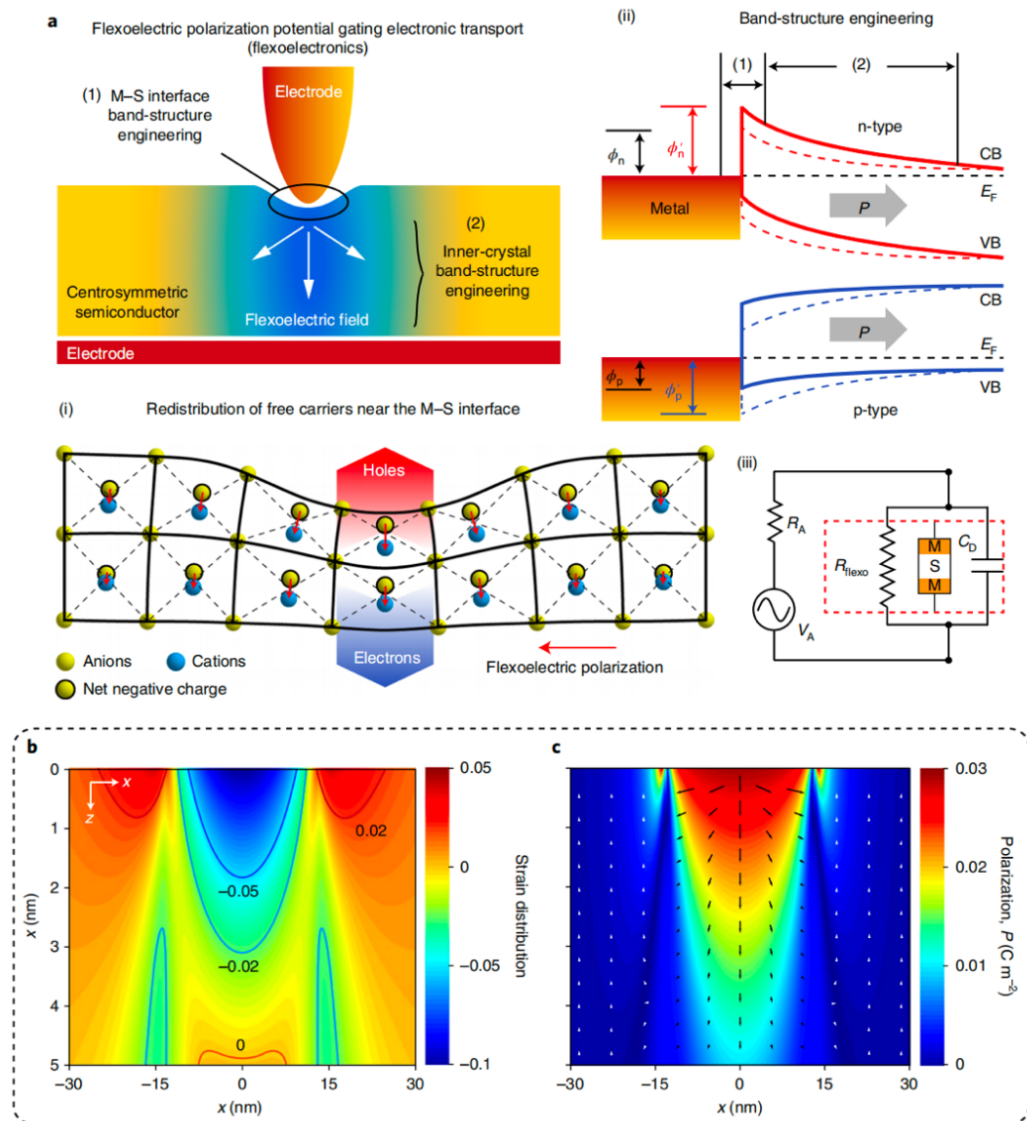 a
Flexoelectric polarization potential gating electronic transport
(flexoelectronics)
(1) M–S interface
band-structure
engineering
Electrode
(2)
Inner-crystal
band-structure
engineering
Centrosymmetric
semiconductor
Flexoelectric field
Electrode
(ii) Band-structure engineering
(1) (2)
n-type
ϕn ϕ′n
CB
EF
Metal
P
VB
CB
P
EF
ϕp ϕ′p
VB
p-type
(i) Redistribution of free carriers near the M–S interface
Holes
Electrons
Flexoelectric polarization
Anions Cations
Net negative charge
(iii)
RA
Rflexo
M
S
M
CD
VA
b
x
z
0
1
2
3
4
5
x (nm)
0.02
–0.05
–0.02
0
–30 –15 0 15 30
x (nm)
0.05
0
–0.05
–0.1
Strain distribution
c
–30 –15 0 15 30
x (nm)
0.03
0.02
0.01
0
Polarization, P (C m⁻²)